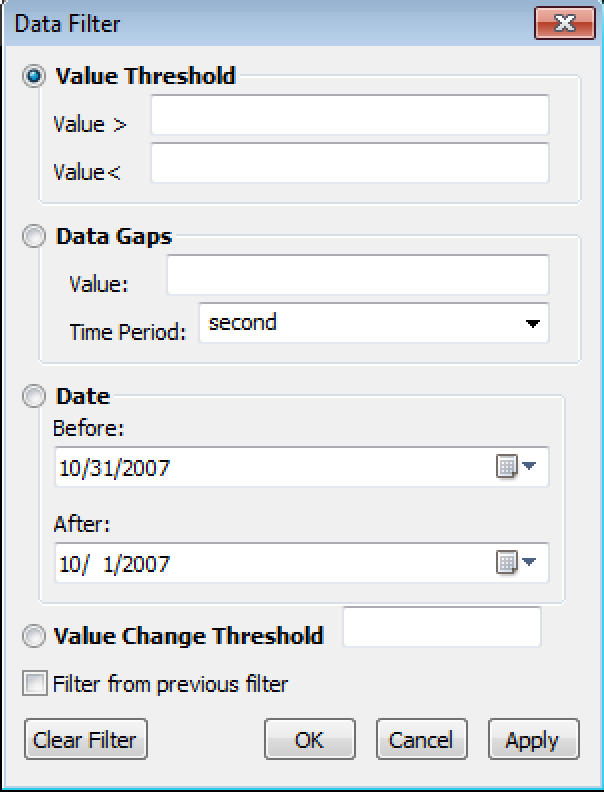 Data Filter
Value Threshold
Value >
Value<
Data Gaps
Value:
Time Period: second
Date
Before:
10/31/2007
After:
10/  1/2007
Value Change Threshold
Filter from previous filter
Clear Filter OK Cancel Apply